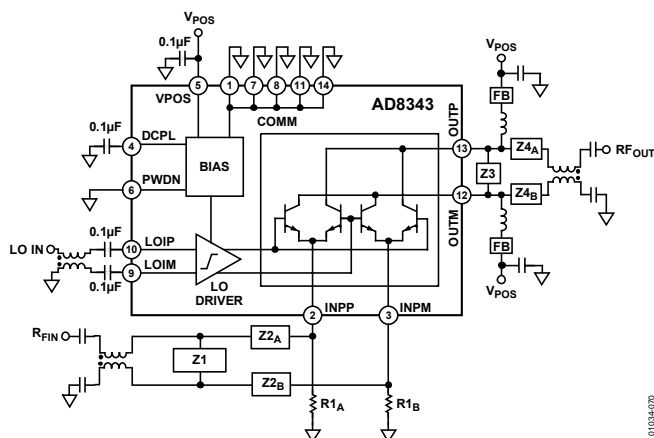 VPOS
0.1µF
5
1
7
8
11
14
VPOS
COMM
AD8343
VPOS
FB
0.1µF
4
DCPL
BIAS
OUTP
13
Z4A
RFOUT
Z3
6
PWDN
12
Z4B
OUTM
0.1µF
LO IN
10
LOIP
9
LOIM
0.1µF
LO
DRIVER
FB
VPOS
2
INPP
3
INPM
RFIN
Z1
Z2A
Z2B
R1A
R1B
01034-070